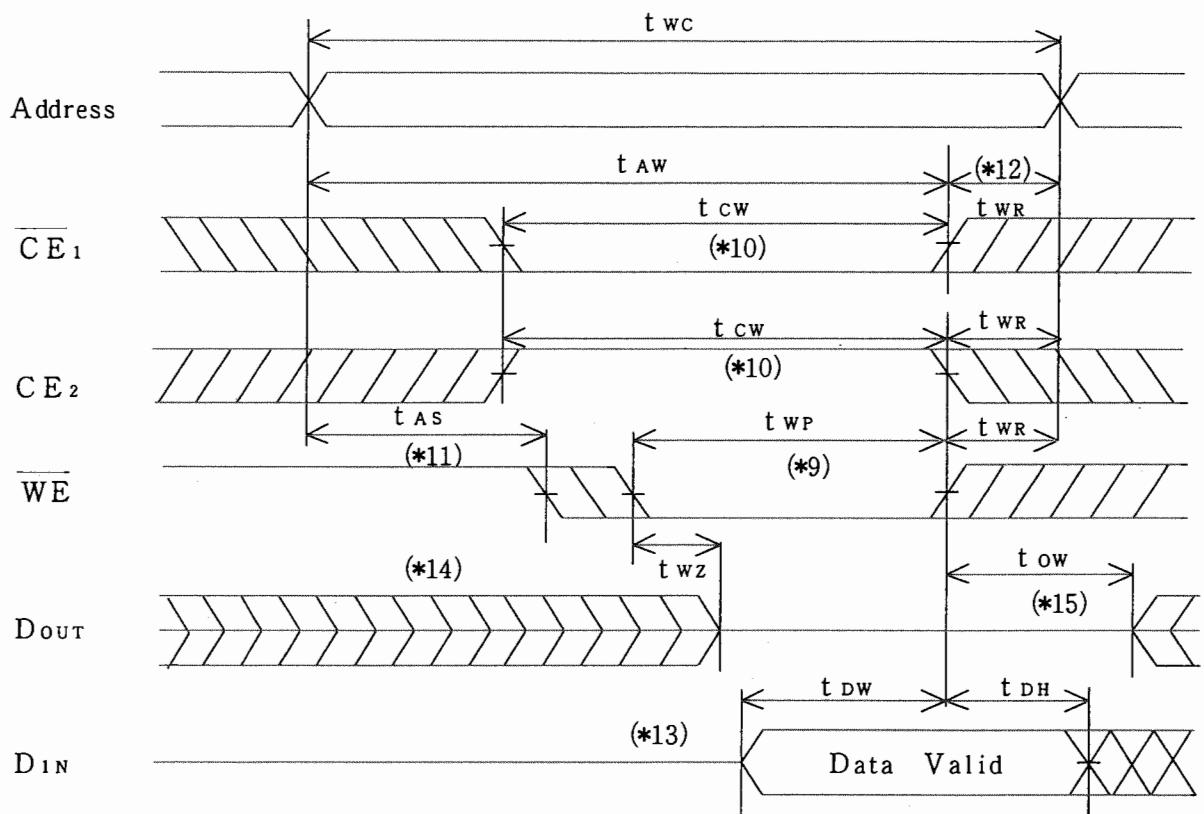 t WC
Address
t AW
(*12)
t CW
t WR
CE1
(*10)
t CW
t WR
(*10)
CE2
t AS
t WP
t WR
(*11)
(*9)
WE
t WZ
t OW
(*14)
(*15)
DOUT
t DW
t DH
(*13)
DIN
Data Valid